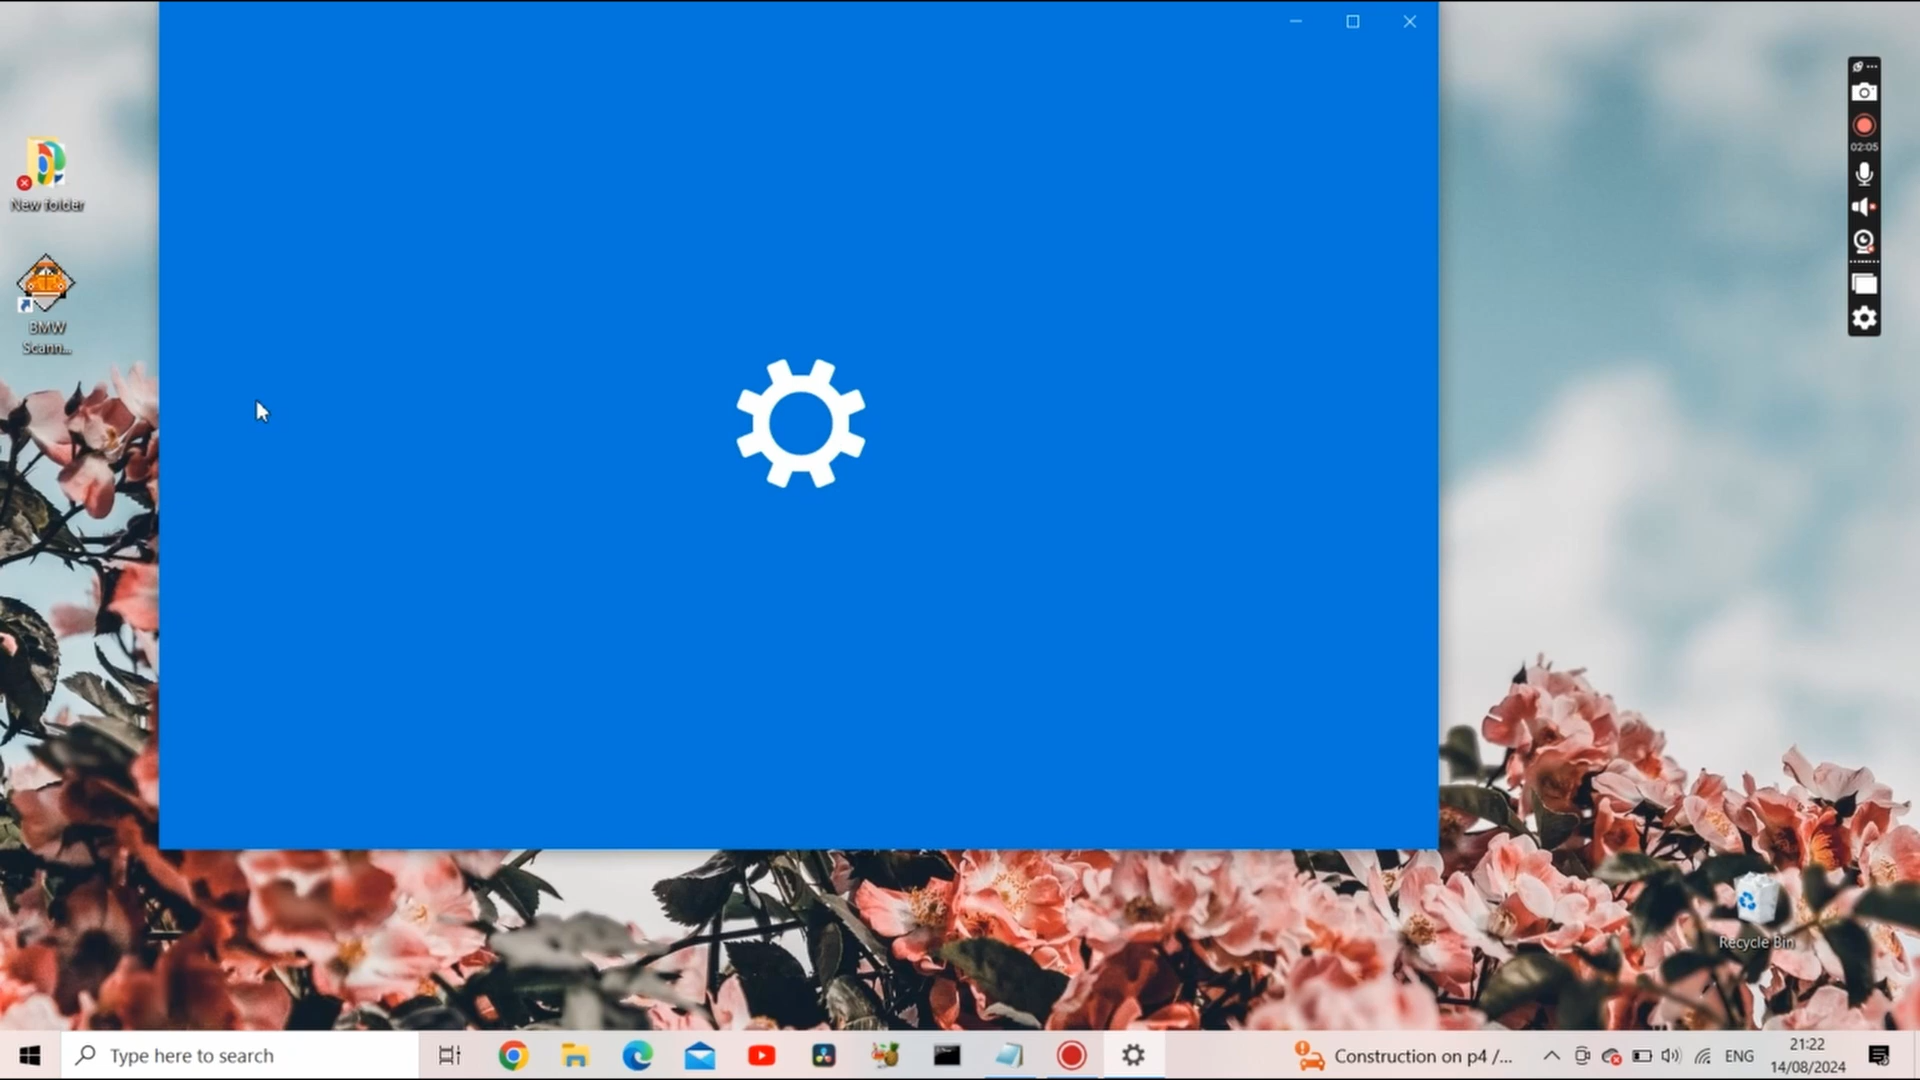 02:05
New folder
BMW
Scann...
Recycle Bin
Type here to search
Construction on p4 /...
ENG
21:22
14/08/2024